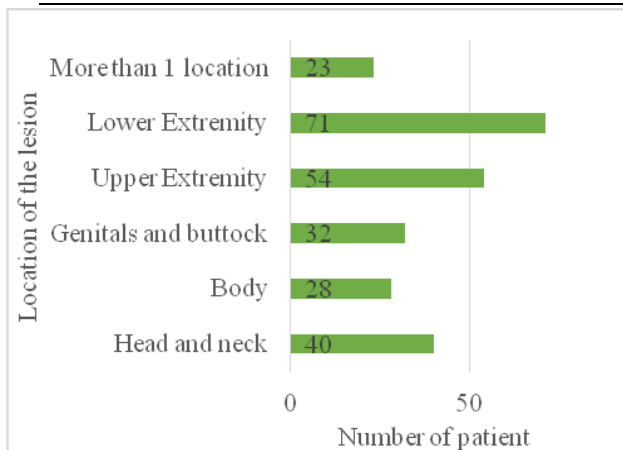 Location of the lesion
More than 1 location 23
Lower Extremity 71
Upper Extremity 54
Genitals and buttock 32
Body 28
Head and neck 40
0 50
Number of patient